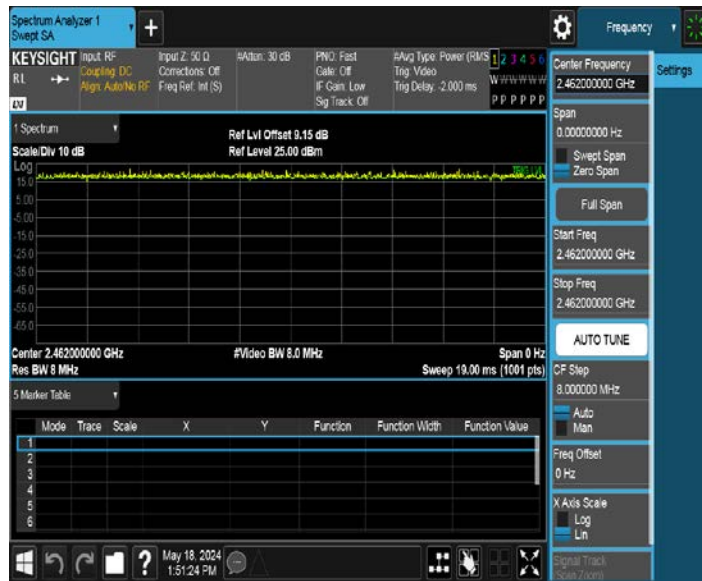 Spectrum Analyzer 1
Swept SA
+
Frequency
KEYSIGHT
RL
LXI
Input: RF
Coupling: DC
Align: Auto/No RF
Input Z: 50 Ω
Corrections: Off
Freq Ref: Int (S)
#Atten: 30 dB
PNO: Fast
Gate: Off
IF Gain: Low
Sig Track: Off
#Avg Type: Power (RMS
Trig: Video
Trig Delay: -2.000 ms
1 2 3 4 5 6
W W W W W W
P P P P P P
1 Spectrum
Scale/Div 10 dB
Ref Lvl Offset 9.15 dB
Ref Level 25.00 dBm
Log
15.0
5.00
-5.00
-15.0
-25.0
-35.0
-45.0
-55.0
-65.0
Center 2.462000000 GHz
Res BW 8 MHz
#Video BW 8.0 MHz
Span 0 Hz
Sweep 19.00 ms (1001 pts)
5 Marker Table
Mode Trace Scale X Y Function Function Width Function Value
1
2
3
4
5
6
May 18, 2024
1:51:24 PM
Center Frequency
2.462000000 GHz
Span
0.00000000 Hz
Swept Span
Zero Span
Full Span
Start Freq
2.462000000 GHz
Stop Freq
2.462000000 GHz
AUTO TUNE
CF Step
8.000000 MHz
Auto
Man
Freq Offset
0 Hz
X Axis Scale
Log
Lin
Signal Track
(Span Zoom)
Settings